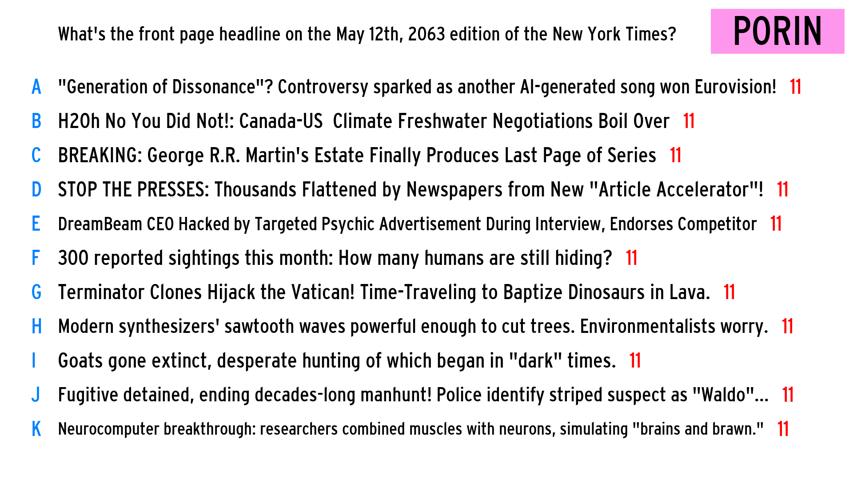 What's the front page headline on the May 12th, 2063 edition of the New York Times? PORIN
A "Generation of Dissonance"? Controversy sparked as another AI-generated song won Eurovision! 11
B H2Oh No You Did Not!: Canada-US Climate Freshwater Negotiations Boil Over 11
C BREAKING: George R.R. Martin's Estate Finally Produces Last Page of Series 11
D STOP THE PRESSES: Thousands Flattened by Newspapers from New "Article Accelerator"! 11
E DreamBeam CEO Hacked by Targeted Psychic Advertisement During Interview, Endorses Competitor 11
F 300 reported sightings this month: How many humans are still hiding? 11
G Terminator Clones Hijack the Vatican! Time-Traveling to Baptize Dinosaurs in Lava. 11
H Modern synthesizers' sawtooth waves powerful enough to cut trees. Environmentalists worry. 11
I Goats gone extinct, desperate hunting of which began in "dark" times. 11
J Fugitive detained, ending decades-long manhunt! Police identify striped suspect as "Waldo"... 11
K Neurocomputer breakthrough: researchers combined muscles with neurons, simulating "brains and brawn." 11